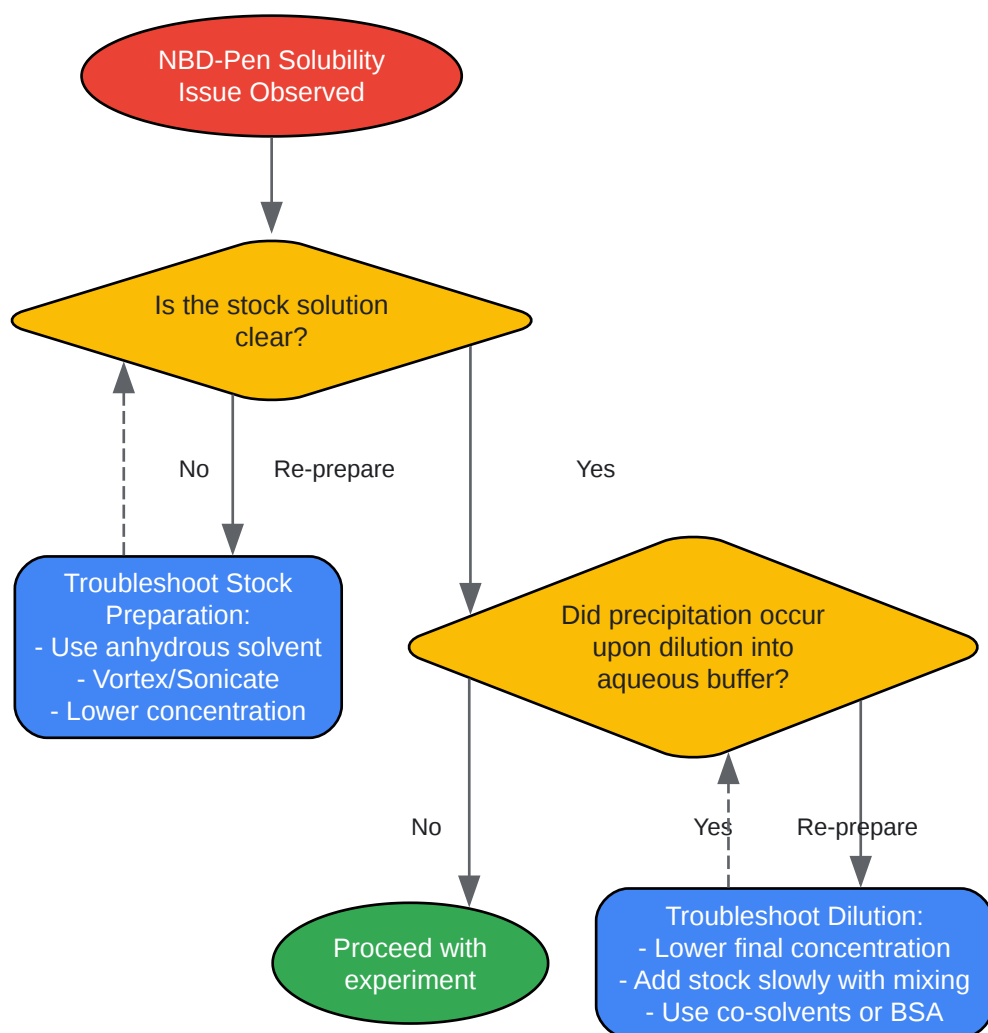 NBD-Pen Solubility
Issue Observed
Is the stock solution
clear?
No
Re-prepare
Yes
Troubleshoot Stock
Preparation:
- Use anhydrous solvent
- Vortex/Sonicate
- Lower concentration
Did precipitation occur
upon dilution into
aqueous buffer?
No
Yes
Re-prepare
Proceed with
experiment
Troubleshoot Dilution:
- Lower final concentration
- Add stock slowly with mixing
- Use co-solvents or BSA